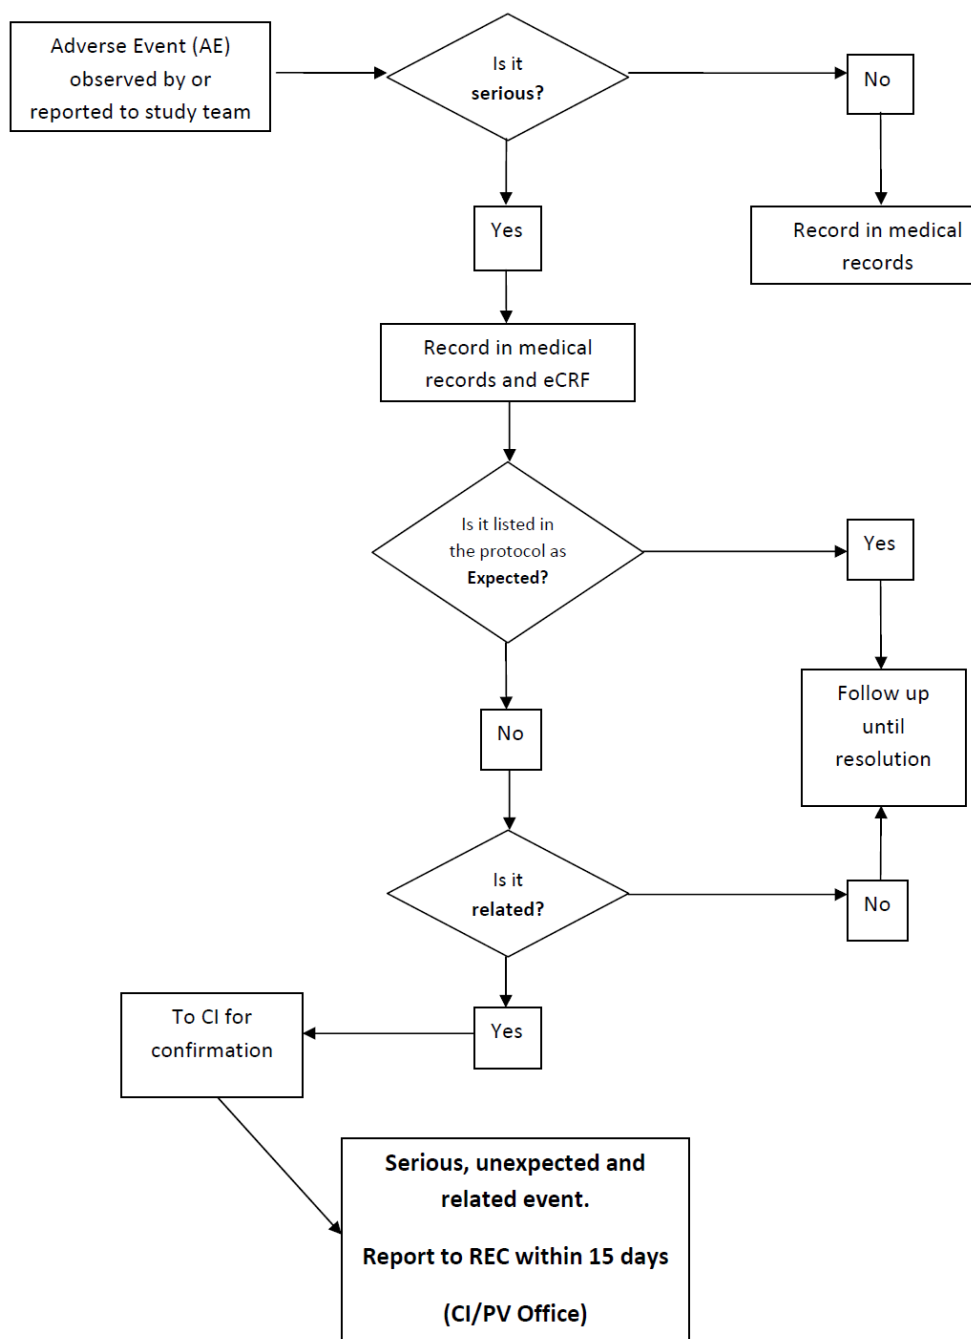 Adverse Event (AE)
observed by or
reported to study team
Is it
serious?
No
Yes
Record in medical
records
Record in medical
records and eCRF
Is it listed in
the protocol as
Expected?
Yes
No
Follow up
until
resolution
Is it
related?
No
Yes
To CI for
confirmation
Serious, unexpected and
related event.
Report to REC within 15 days
(CI/PV Office)